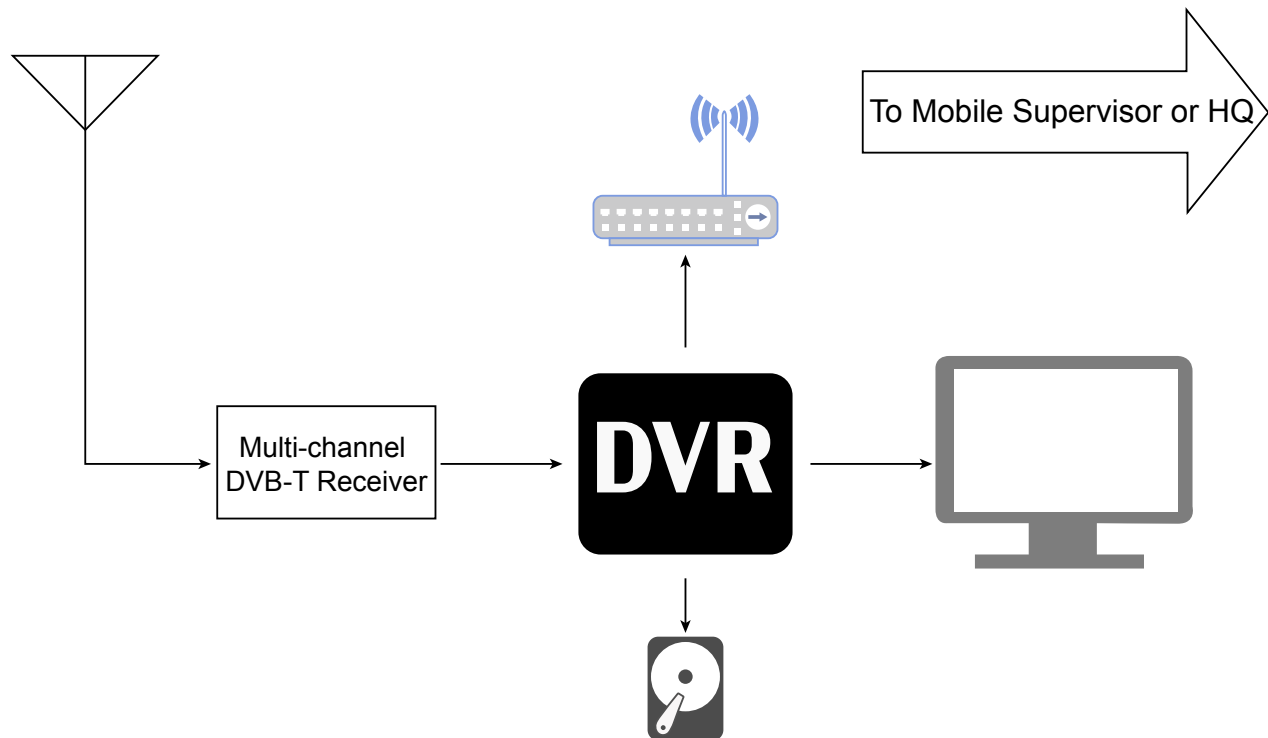 To Mobile Supervisor or HQ
Multi-channel
DVB-T Receiver
DVR